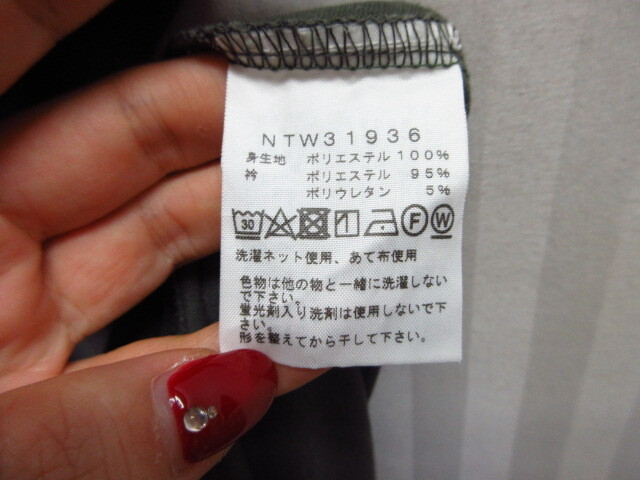 NTW31936
身生地 ポリエステル 100%
衿 ポリエステル 95%
ポリウレタン 5%
30 F W
洗濯ネット使用、あて布使用
色物は他の物と一緒に洗濯しない
で下さい。
蛍光剤入り洗剤は使用しないで下
さい。
形を整えてから干して下さい。